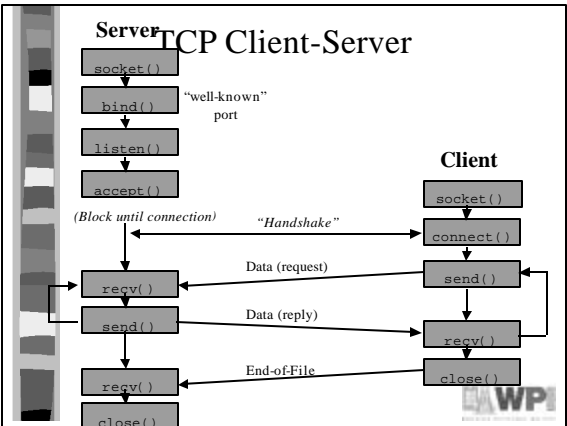 Server
TCP Client-Server
socket()
bind()
“well-known”
port
listen()
accept()
(Block until connection)
Client
socket()
“Handshake”
connect()
Data (request)
send()
recv()
Data (reply)
send()
recv()
End-of-File
recv()
close()
close()
WPI